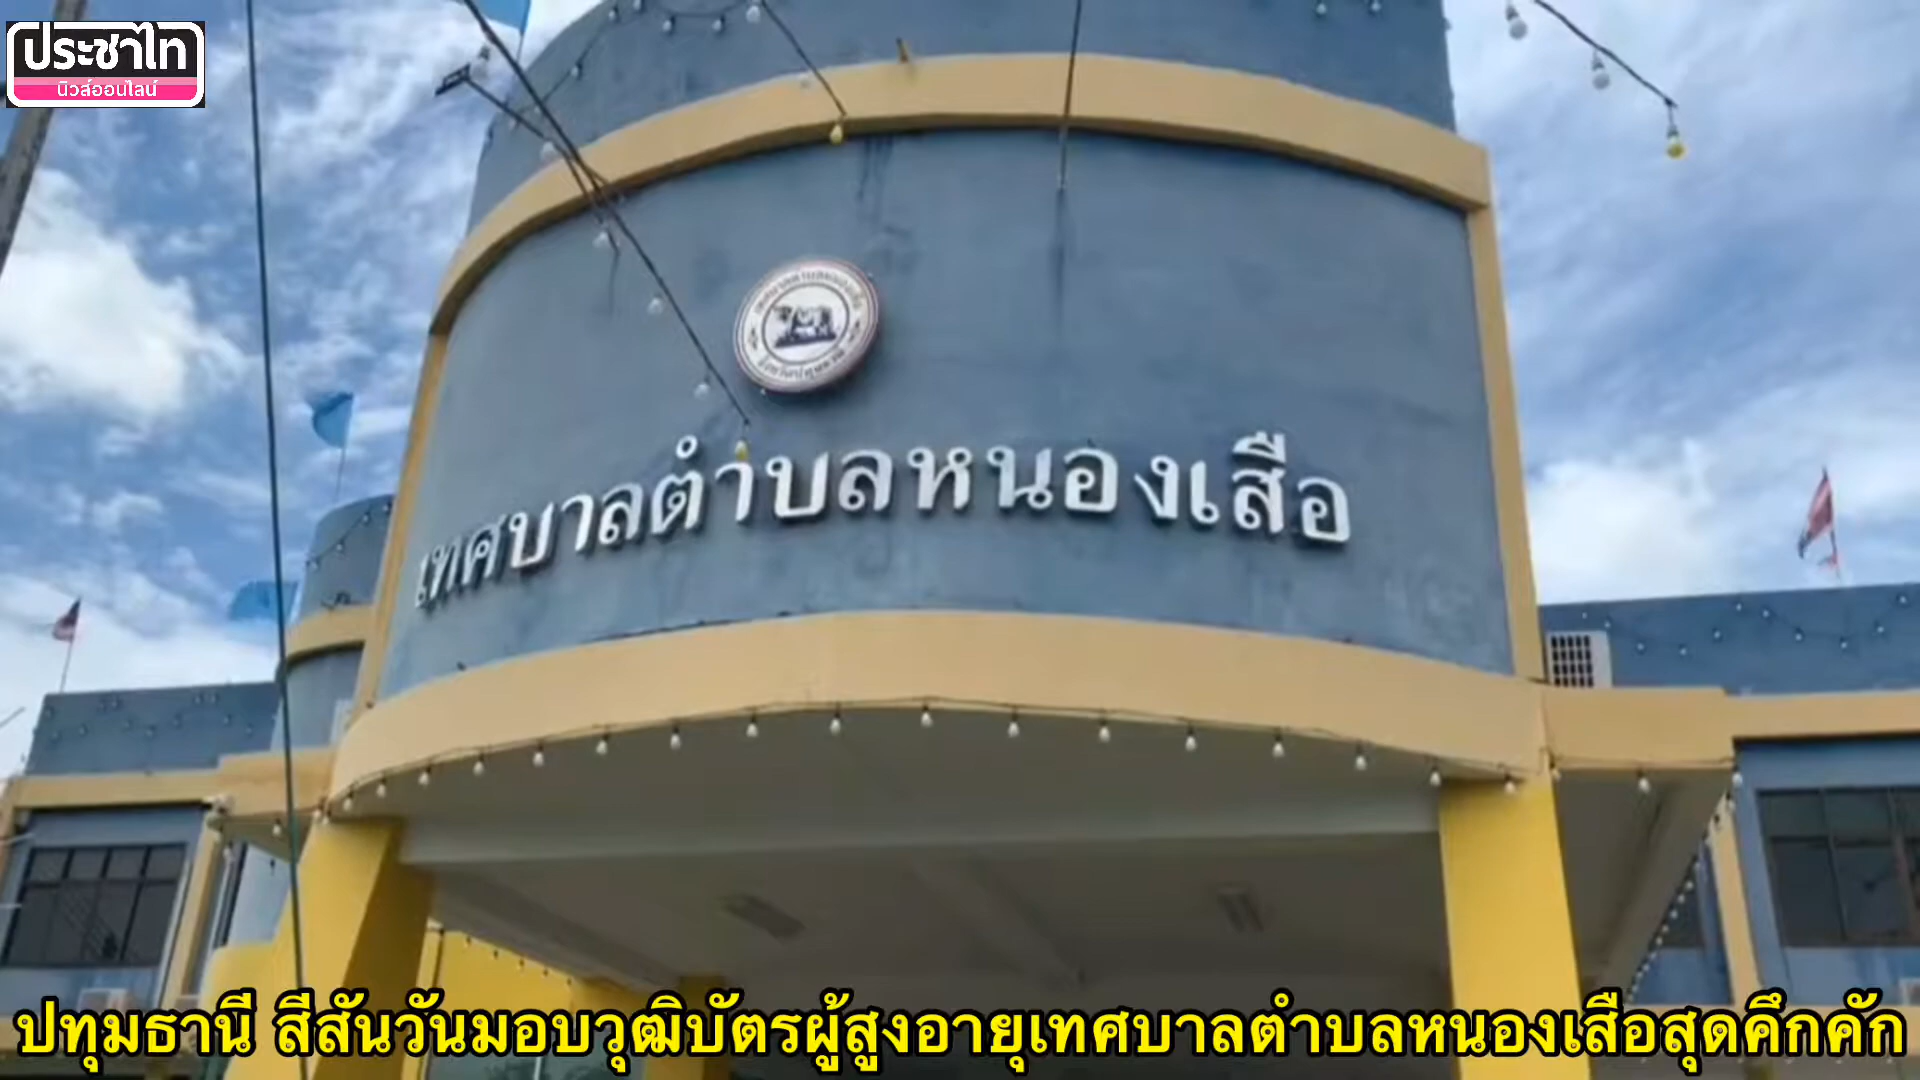 ประชาไท
นิวส์ออนไลน์
เทศบาลตำบลหนองเสือ
ปทุมธานี สีสันวันมอบวุฒิบัตรผู้สูงอายุเทศบาลตำบลหนองเสือสุดคึกคัก